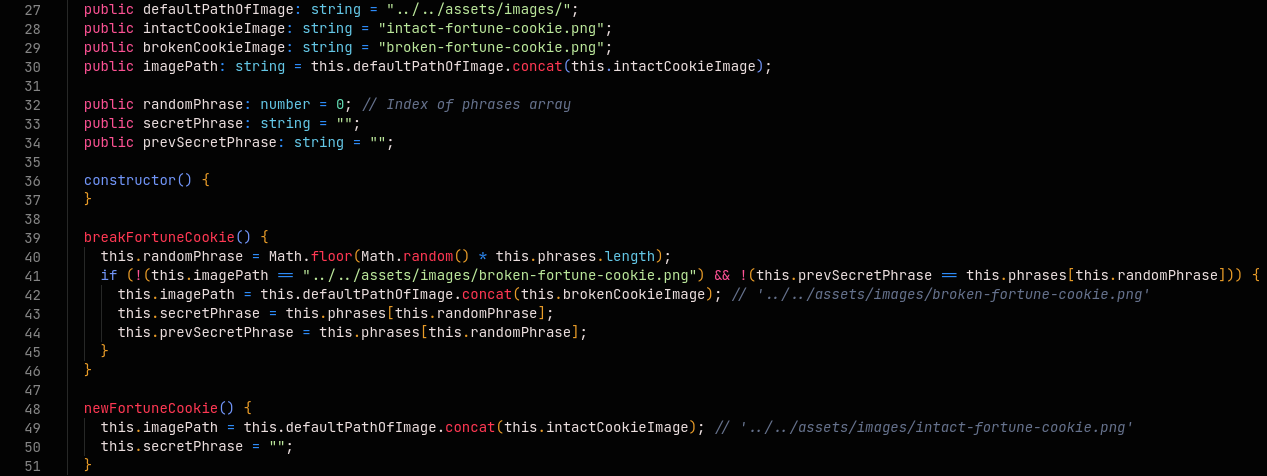 27 public defaultPathOfImage: string = "../../assets/images/";
28 public intactCookieImage: string = "intact-fortune-cookie.png";
29 public brokenCookieImage: string = "broken-fortune-cookie.png";
30 public imagePath: string = this.defaultPathOfImage.concat(this.intactCookieImage);
31
32 public randomPhrase: number = 0; // Index of phrases array
33 public secretPhrase: string = "";
34 public prevSecretPhrase: string = "";
35
36 constructor() {
37 }
38
39 breakFortuneCookie() {
40 this.randomPhrase = Math.floor(Math.random() * this.phrases.length);
41 if (!(this.imagePath == "../../assets/images/broken-fortune-cookie.png") && !(this.prevSecretPhrase == this.phrases[this.randomPhrase])) {
42 this.imagePath = this.defaultPathOfImage.concat(this.brokenCookieImage); // '../../assets/images/broken-fortune-cookie.png'
43 this.secretPhrase = this.phrases[this.randomPhrase];
44 this.prevSecretPhrase = this.phrases[this.randomPhrase];
45 }
46 }
47
48 newFortuneCookie() {
49 this.imagePath = this.defaultPathOfImage.concat(this.intactCookieImage); // '../../assets/images/intact-fortune-cookie.png'
50 this.secretPhrase = "";
51 }